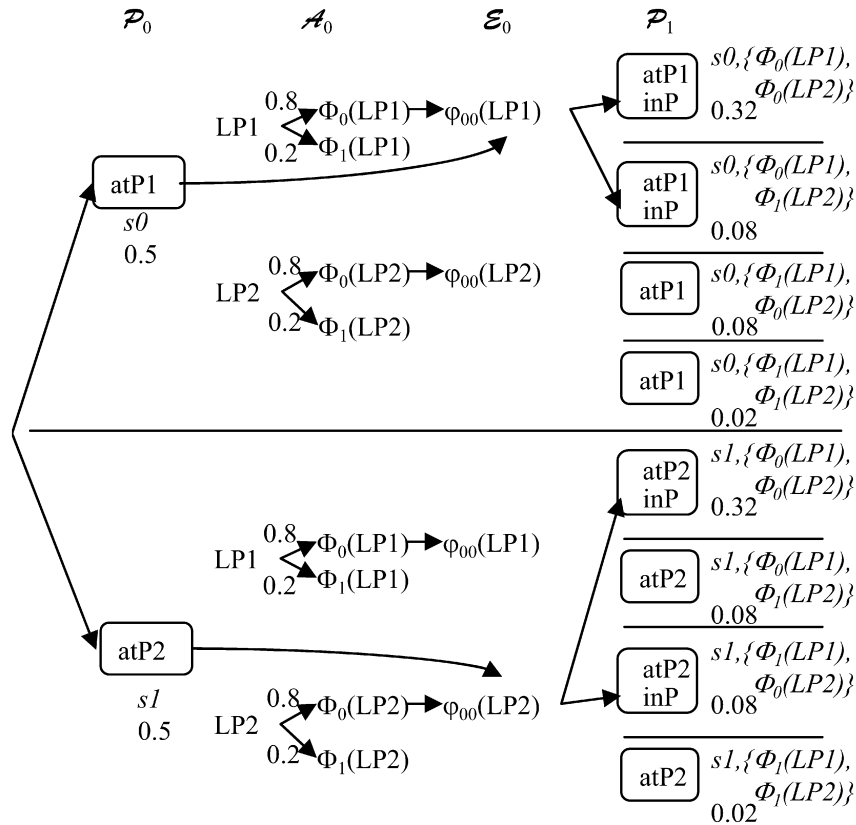 𝓟₀ 𝓐₀ 𝓔₀ 𝓟₁
s0,{Φ₀(LP1),
atP1
inP
Φ₀(LP2)}
0.32
0.8
LP1
Φ₀(LP1)
φ₀₀(LP1)
0.2
Φ₁(LP1)
atP1
s0
0.5
s0,{Φ₀(LP1),
atP1
inP
Φ₁(LP2)}
0.08
0.8
LP2
Φ₀(LP2)
φ₀₀(LP2)
0.2
Φ₁(LP2)
s0,{Φ₁(LP1),
atP1
Φ₀(LP2)}
0.08
s0,{Φ₁(LP1),
atP1
Φ₁(LP2)}
0.02
s1,{Φ₀(LP1),
atP2
inP
Φ₀(LP2)}
0.32
0.8
LP1
Φ₀(LP1)
φ₀₀(LP1)
0.2
Φ₁(LP1)
s1,{Φ₀(LP1),
atP2
Φ₁(LP2)}
0.08
atP2
s1
0.5
s1,{Φ₁(LP1),
atP2
inP
Φ₀(LP2)}
0.08
0.8
LP2
Φ₀(LP2)
φ₀₀(LP2)
0.2
Φ₁(LP2)
s1,{Φ₁(LP1),
atP2
Φ₁(LP2)}
0.02